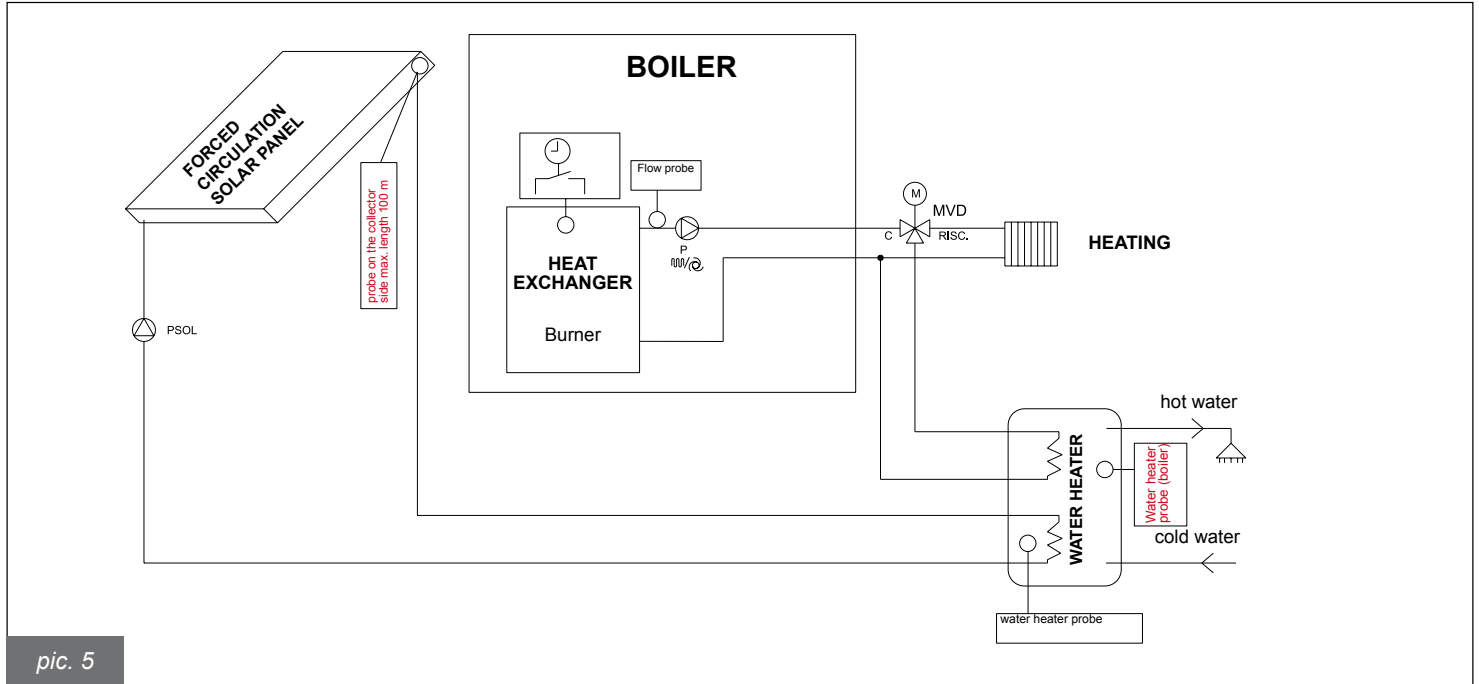 BOILER
FORCED
CIRCULATION
SOLAR PANEL
probe on the collector
side max. length 100 m
Flow probe
M
MVD
C
RISC.
P
HEATING
HEAT
EXCHANGER
Burner
PSOL
hot water
WATER HEATER
Water heater
probe (boiler)
cold water
water heater probe
pic. 5